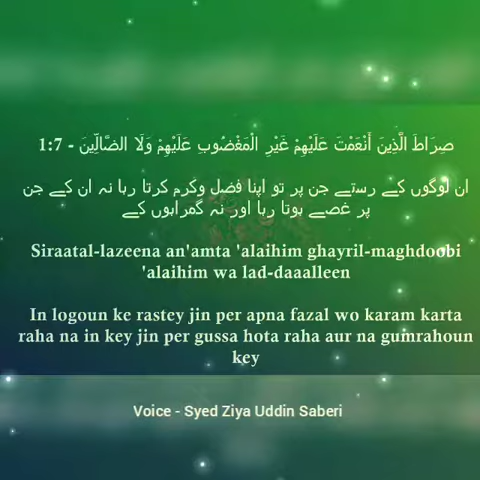 صِرَاطَ الَّذِينَ أَنْعَمْتَ عَلَيْهِمْ غَيْرِ الْمَغْضُوبِ عَلَيْهِمْ وَلَا الضَّالِّينَ - 1:7
ان لوگوں کے رستے جن پر تو اپنا فضل وکرم کرتا رہا نہ ان کے جن
پر غصے ہوتا رہا اور نہ گمراہوں کے
Siraatal-lazeena an'amta 'alaihim ghayril-maghdoobi
'alaihim wa lad-daaalleen
In logoun ke rastey jin per apna fazal wo karam karta
raha na in key jin per gussa hota raha aur na gumrahoun
key
Voice - Syed Ziya Uddin Saberi